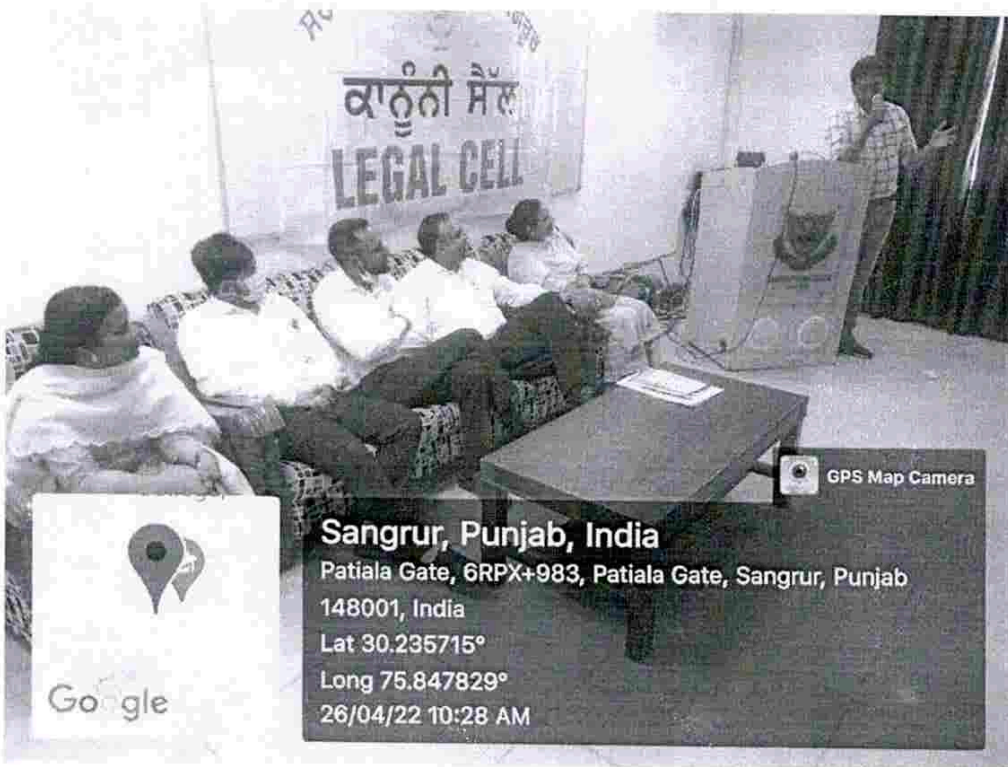 ਕਾਨੂੰਨੀ ਸੈੱਲ
LEGAL CELL
GPS Map Camera
Sangrur, Punjab, India
Patiala Gate, 6RPX+983, Patiala Gate, Sangrur, Punjab
148001, India
Lat 30.235715°
Long 75.847829°
26/04/22 10:28 AM
Google